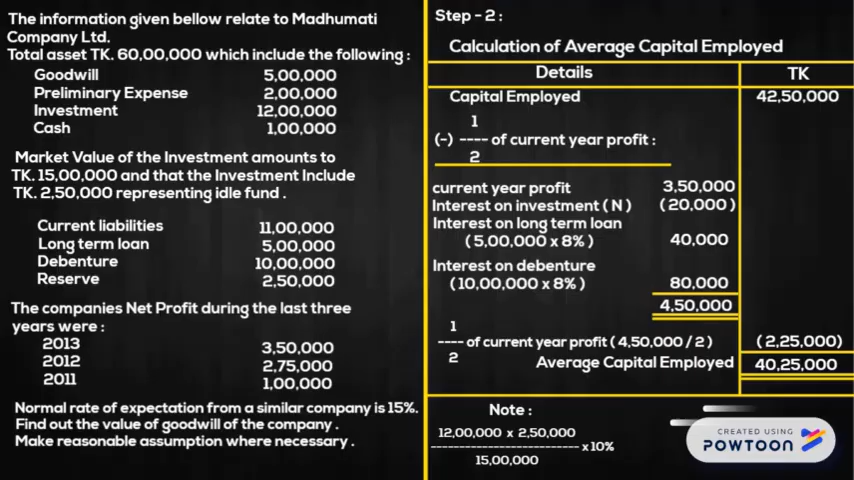 The information given bellow relate to Madhumati
Company Ltd.
Total asset TK. 60,00,000 which include the following :
Goodwill 5,00,000
Preliminary Expense 2,00,000
Investment 12,00,000
Cash 1,00,000
Market Value of the Investment amounts to
TK. 15,00,000 and that the Investment Include
TK. 2,50,000 representing idle fund .
Current liabilities 11,00,000
Long term loan 5,00,000
Debenture 10,00,000
Reserve 2,50,000
The companies Net Profit during the last three
years were :
2013 3,50,000
2012 2,75,000
2011 1,00,000
Normal rate of expectation from a similar company is 15%.
Find out the value of goodwill of the company .
Make reasonable assumption where necessary .
Step - 2 :
Calculation of Average Capital Employed
Details TK
Capital Employed 42,50,000
1
(-) ---- of current year profit :
2
current year profit 3,50,000
Interest on investment ( N ) ( 20,000 )
Interest on long term loan
( 5,00,000 x 8% ) 40,000
Interest on debenture
( 10,00,000 x 8% ) 80,000
4,50,000
1
---- of current year profit ( 4,50,000 / 2 ) ( 2,25,000 )
2
Average Capital Employed 40,25,000
Note :
12,00,000 x 2,50,000
------------------------ x 10%
15,00,000
CREATED USING
POWTOON